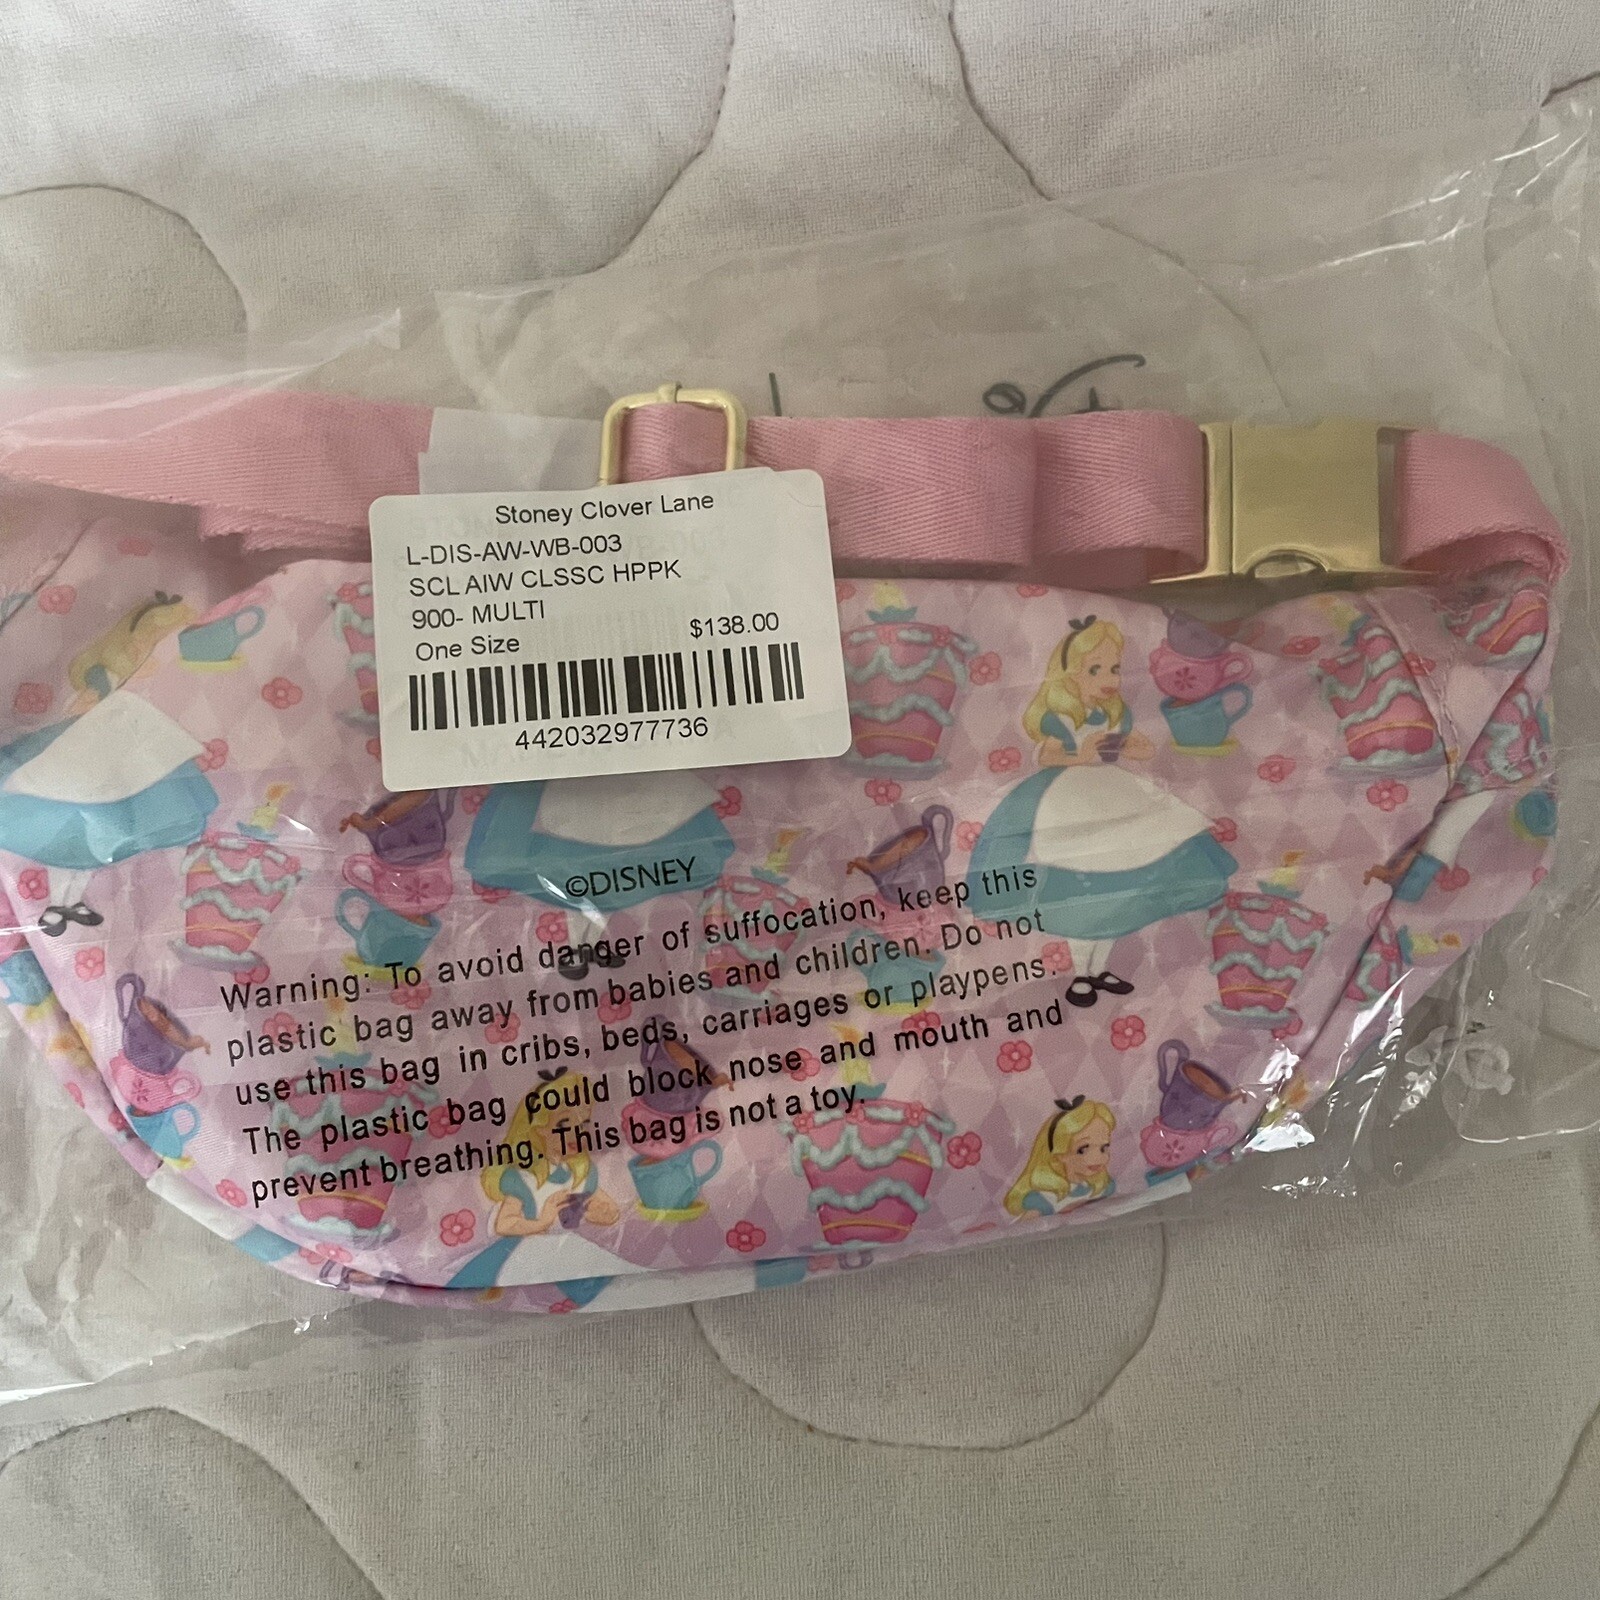 Stoney Clover Lane
L-DIS-AW-WB-003
SCL AIW CLSSC HPPK
900- MULTI
One Size $138.00
442032977736
©DISNEY
Warning: To avoid danger of suffocation, keep this
plastic bag away from babies and children. Do not
use this bag in cribs, beds, carriages or playpens.
The plastic bag could block nose and mouth and
prevent breathing. This bag is not a toy.